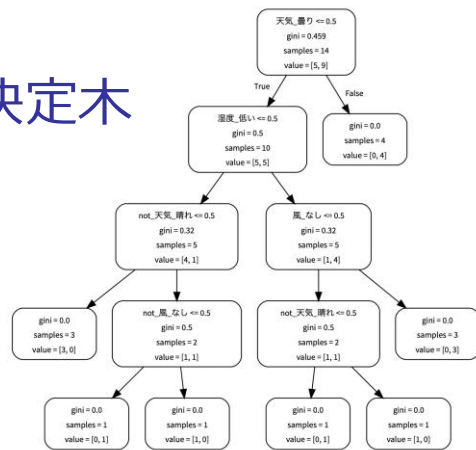 決定木
天気_曇り <= 0.5
gini = 0.459
samples = 14
value = [5, 9]
True
False
湿度_低い <= 0.5
gini = 0.5
samples = 10
value = [5, 5]
gini = 0.0
samples = 4
value = [0, 4]
not_天気_晴れ <= 0.5
gini = 0.32
samples = 5
value = [4, 1]
風_なし <= 0.5
gini = 0.32
samples = 5
value = [1, 4]
gini = 0.0
samples = 3
value = [3, 0]
not_風_なし <= 0.5
gini = 0.5
samples = 2
value = [1, 1]
not_天気_晴れ <= 0.5
gini = 0.5
samples = 2
value = [1, 1]
gini = 0.0
samples = 3
value = [0, 3]
gini = 0.0
samples = 1
value = [0, 1]
gini = 0.0
samples = 1
value = [1, 0]
gini = 0.0
samples = 1
value = [0, 1]
gini = 0.0
samples = 1
value = [1, 0]